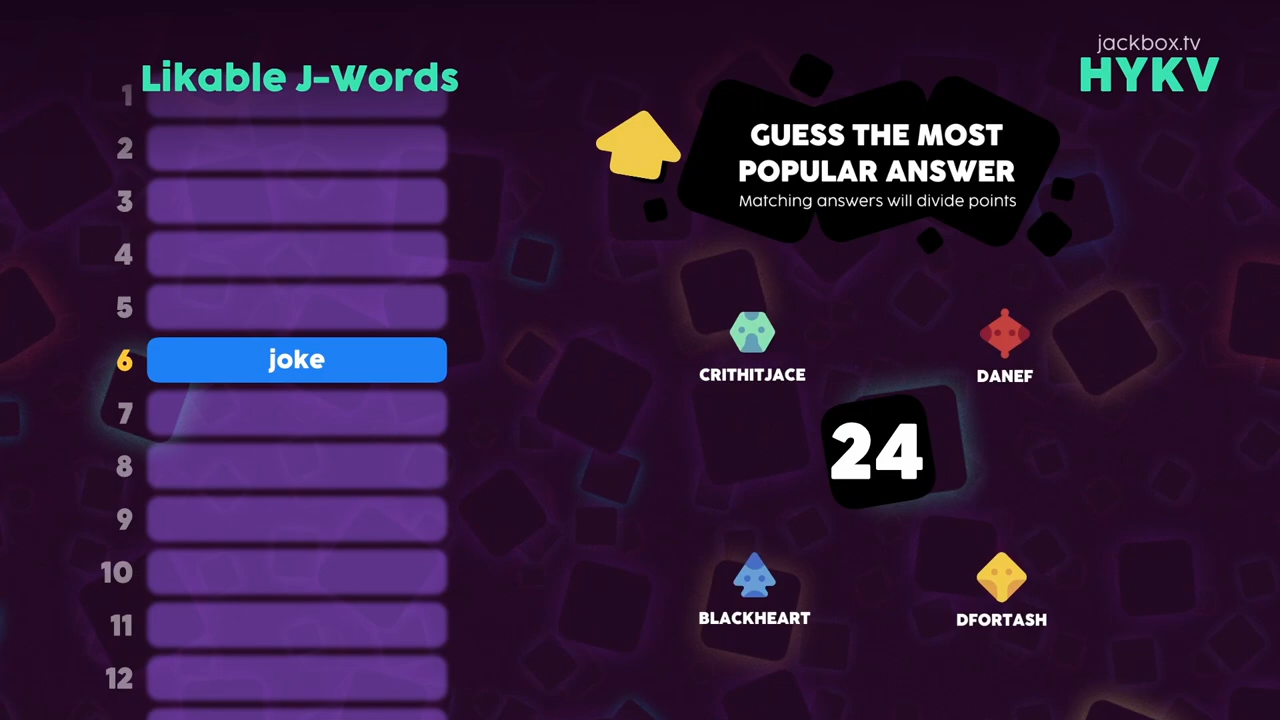 Likable J-Words
1
2
3
4
5
6 joke
7
8
9
10
11
12
jackbox.tv
HYKV
GUESS THE MOST
POPULAR ANSWER
Matching answers will divide points
CRITHITJACE
DANEF
24
BLACKHEART
DFORTASH